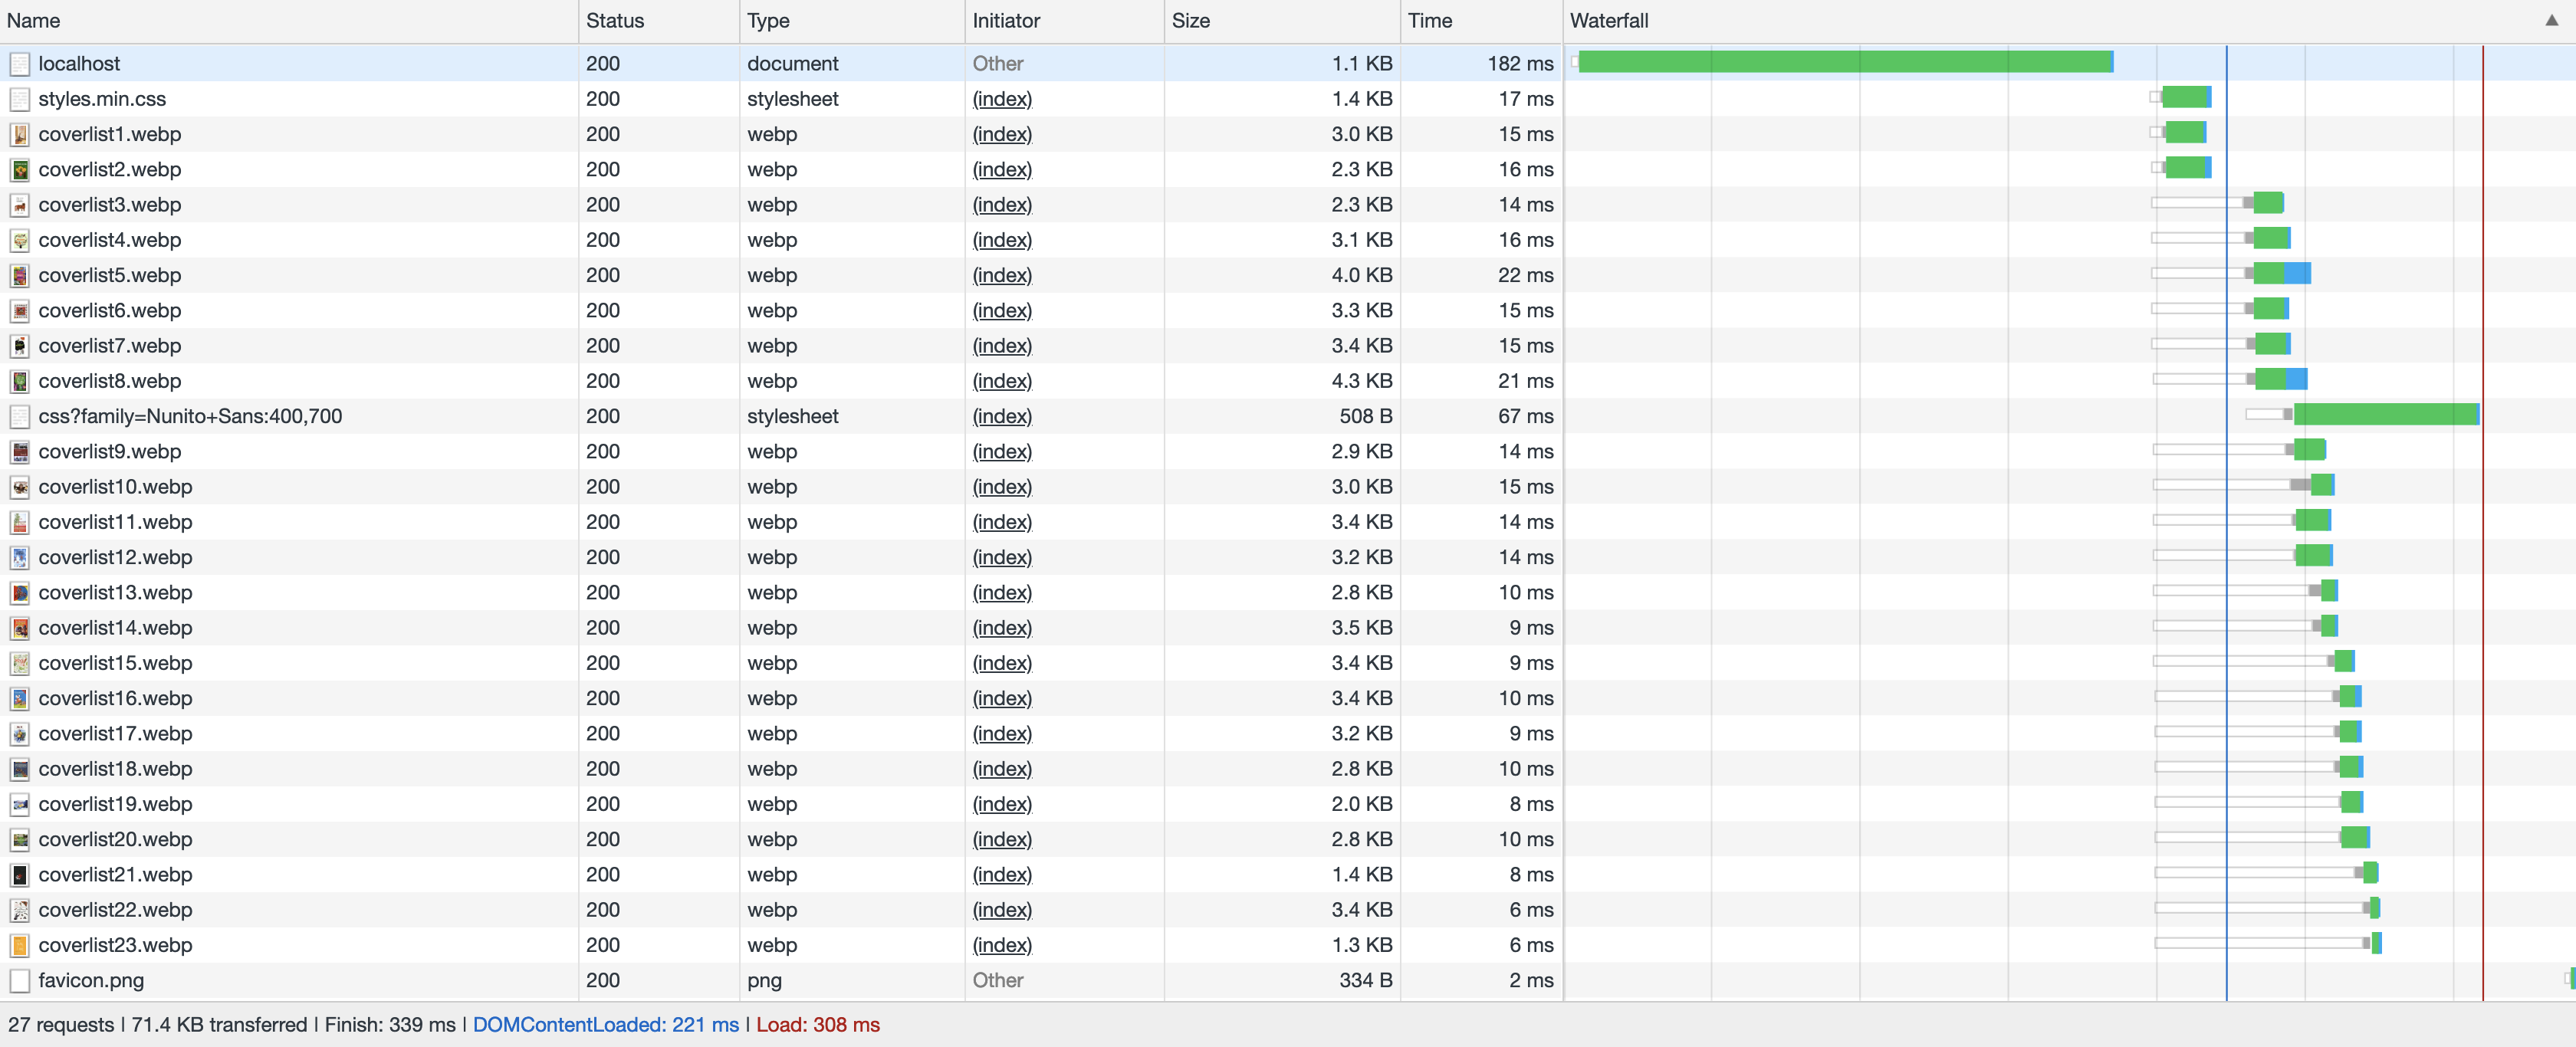 Name Status Type Initiator Size Time Waterfall ▲
localhost 200 document Other 1.1 KB 182 ms
styles.min.css 200 stylesheet (index) 1.4 KB 17 ms
coverlist1.webp 200 webp (index) 3.0 KB 15 ms
coverlist2.webp 200 webp (index) 2.3 KB 16 ms
coverlist3.webp 200 webp (index) 2.3 KB 14 ms
coverlist4.webp 200 webp (index) 3.1 KB 16 ms
coverlist5.webp 200 webp (index) 4.0 KB 22 ms
coverlist6.webp 200 webp (index) 3.3 KB 15 ms
coverlist7.webp 200 webp (index) 3.4 KB 15 ms
coverlist8.webp 200 webp (index) 4.3 KB 21 ms
css?family=Nunito+Sans:400,700 200 stylesheet (index) 508 B 67 ms
coverlist9.webp 200 webp (index) 2.9 KB 14 ms
coverlist10.webp 200 webp (index) 3.0 KB 15 ms
coverlist11.webp 200 webp (index) 3.4 KB 14 ms
coverlist12.webp 200 webp (index) 3.2 KB 14 ms
coverlist13.webp 200 webp (index) 2.8 KB 10 ms
coverlist14.webp 200 webp (index) 3.5 KB 9 ms
coverlist15.webp 200 webp (index) 3.4 KB 9 ms
coverlist16.webp 200 webp (index) 3.4 KB 10 ms
coverlist17.webp 200 webp (index) 3.2 KB 9 ms
coverlist18.webp 200 webp (index) 2.8 KB 10 ms
coverlist19.webp 200 webp (index) 2.0 KB 8 ms
coverlist20.webp 200 webp (index) 2.8 KB 10 ms
coverlist21.webp 200 webp (index) 1.4 KB 8 ms
coverlist22.webp 200 webp (index) 3.4 KB 6 ms
coverlist23.webp 200 webp (index) 1.3 KB 6 ms
favicon.png 200 png Other 334 B 2 ms
27 requests | 71.4 KB transferred | Finish: 339 ms | DOMContentLoaded: 221 ms | Load: 308 ms